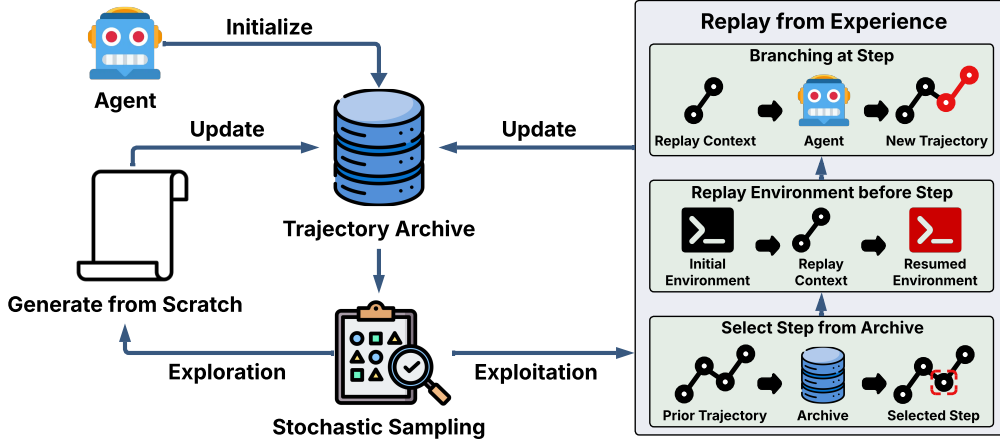 Initialize
Agent
Update
Update
Trajectory Archive
Generate from Scratch
Exploration
Exploitation
Stochastic Sampling
Replay from Experience
Branching at Step
Replay Context
Agent
New Trajectory
Replay Environment before Step
Initial
Environment
Replay
Context
Resumed
Environment
Select Step from Archive
Prior Trajectory
Archive
Selected Step